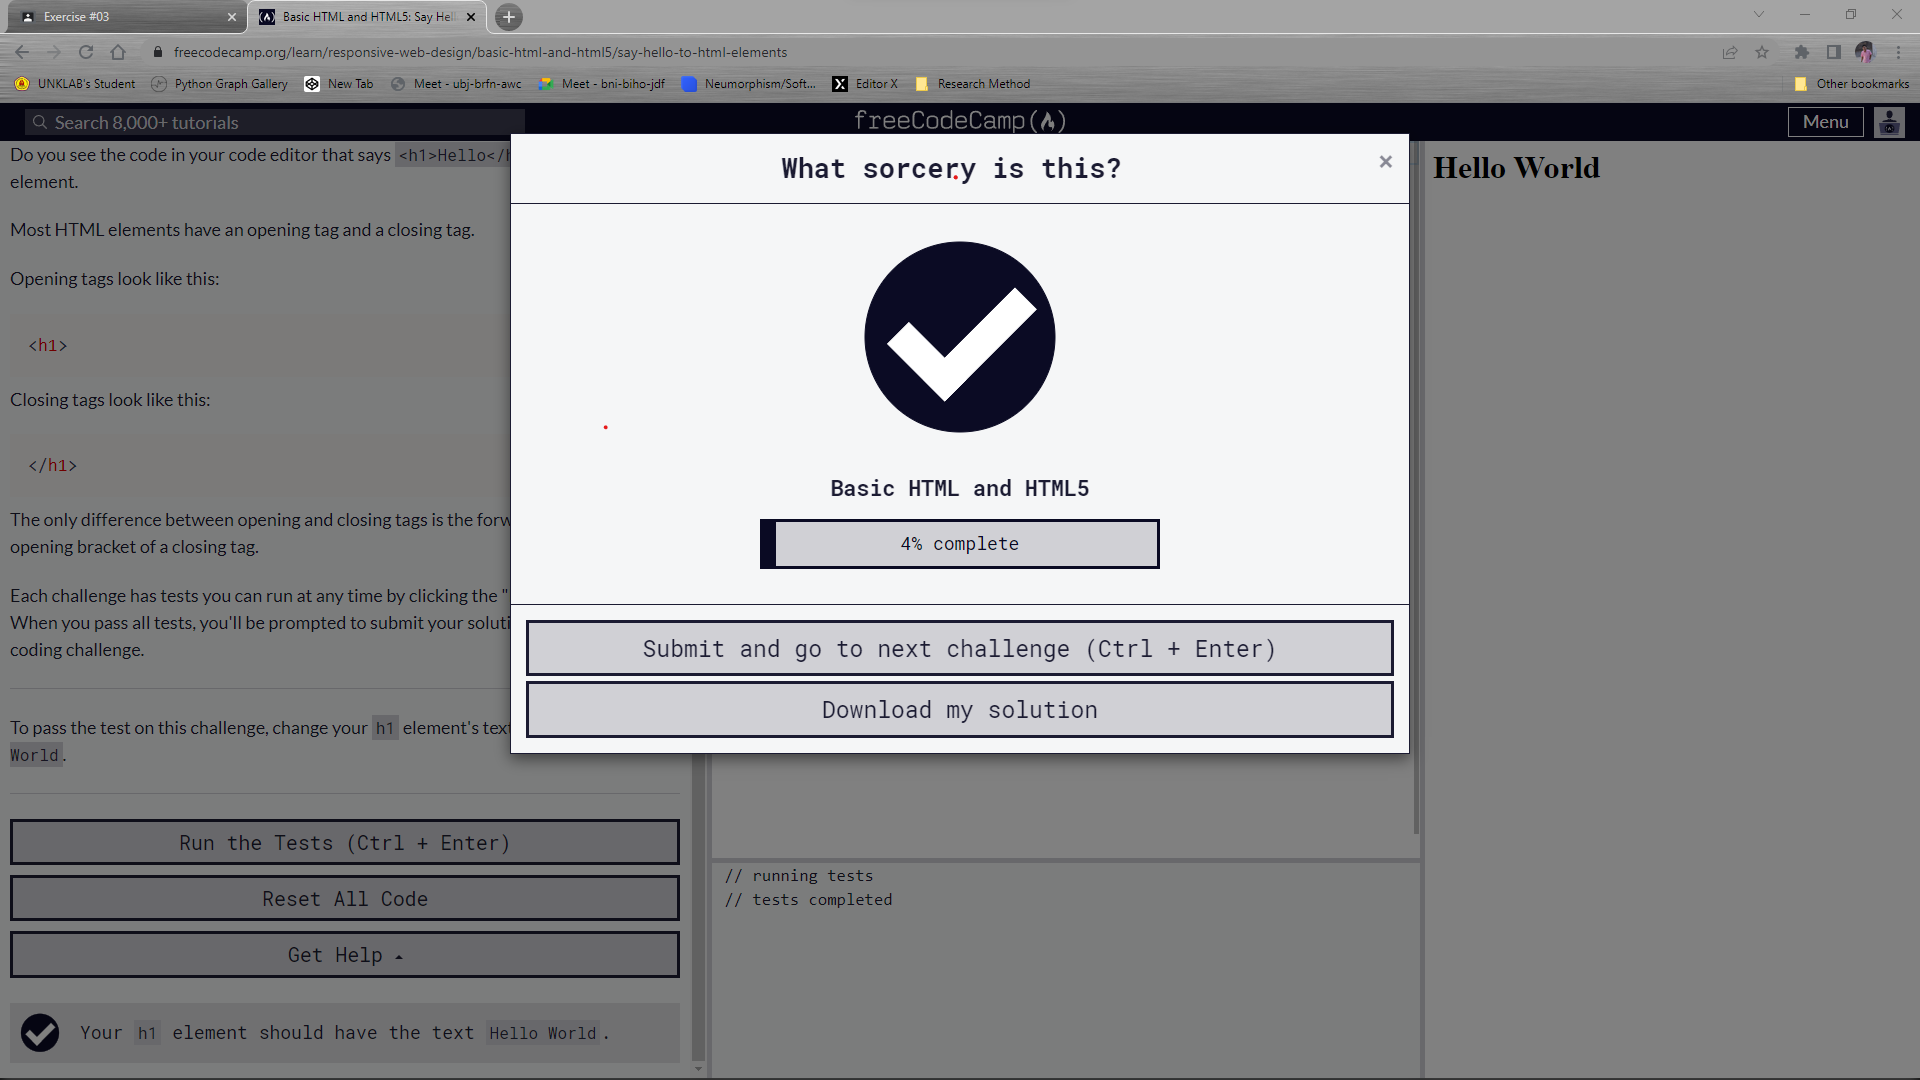 Exercise #03
Basic HTML and HTML5: Say Hell
freecodecamp.org/learn/responsive-web-design/basic-html-and-html5/say-hello-to-html-elements
UNKLAB's Student
Python Graph Gallery
New Tab
Meet - ubj-brfn-awc
Meet - bni-biho-jdf
Neumorphism/Soft...
Editor X
Research Method
Other bookmarks
Search 8,000+ tutorials
freeCodeCamp
Menu
Do you see the code in your code editor that says <h1>Hello</h
element.
Most HTML elements have an opening tag and a closing tag.
Opening tags look like this:
<h1>
Closing tags look like this:
</h1>
The only difference between opening and closing tags is the forw
opening bracket of a closing tag.
Each challenge has tests you can run at any time by clicking the "
When you pass all tests, you'll be prompted to submit your soluti
coding challenge.
To pass the test on this challenge, change your h1 element's text
World.
Run the Tests (Ctrl + Enter)
Reset All Code
Get Help
Your h1 element should have the text Hello World.
What sorcery is this?
×
Basic HTML and HTML5
4% complete
Submit and go to next challenge (Ctrl + Enter)
Download my solution
// running tests
// tests completed
Hello World